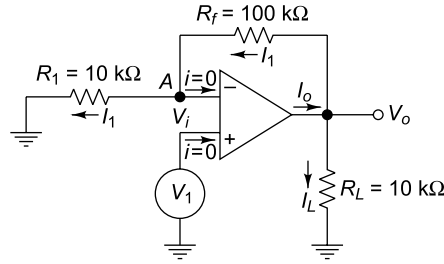 R_f = 100 kΩ
I_1
R_1 = 10 kΩ
A
i=0
I_1
V_i
−
I_o
V_o
i=0
+
V_1
I_L
R_L = 10 kΩ